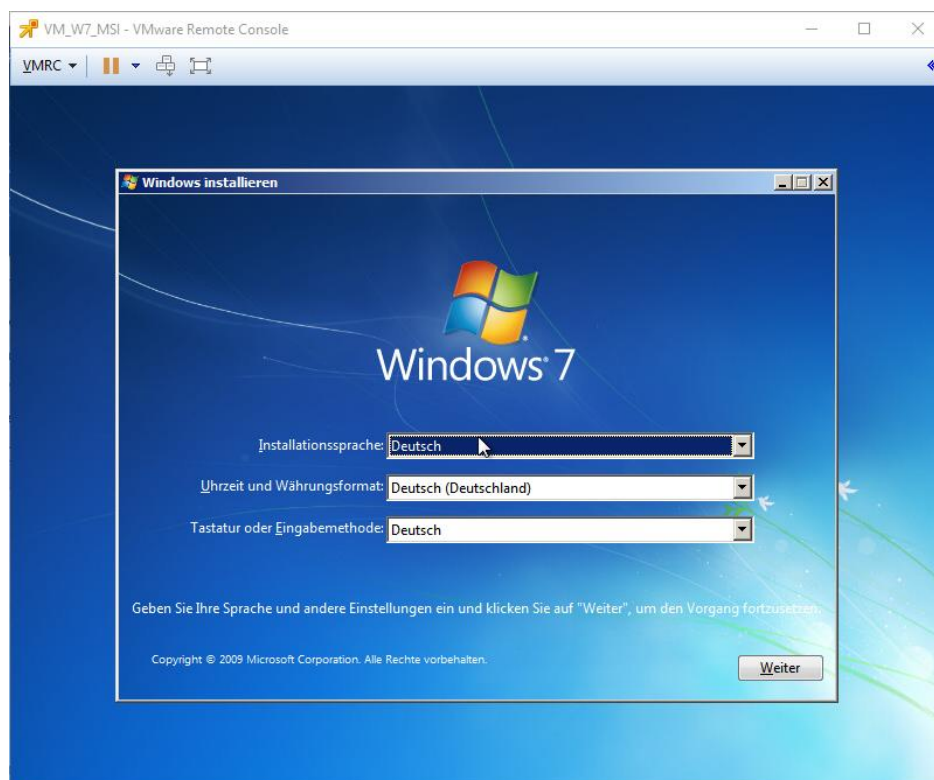 VM_W7_MSI - VMware Remote Console
VMRC
Windows installieren
Windows 7
Installationssprache: Deutsch
Uhrzeit und Währungsformat: Deutsch (Deutschland)
Tastatur oder Eingabemethode: Deutsch
Geben Sie Ihre Sprache und andere Einstellungen ein und klicken Sie auf "Weiter", um den Vorgang fortzusetzen.
Copyright © 2009 Microsoft Corporation. Alle Rechte vorbehalten.
Weiter